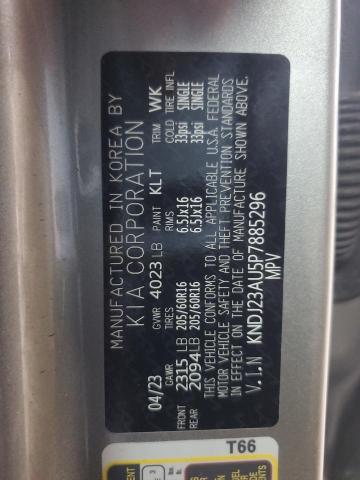 MANUFACTURED IN KOREA BY
KIA CORPORATION
04/23 GVWR 4023 LB PAINT KLT TRIM WK
GAWR TIRES RIMS COLD TIRE INFL
FRONT 2315 LB 205/60R16 6.5Jx16 33psi SINGLE
REAR 2094 LB 205/60R16 6.5Jx16 33psi SINGLE
THIS VEHICLE CONFORMS TO ALL APPLICABLE U.S.A. FEDERAL
MOTOR VEHICLE SAFETY AND THEFT PREVENTION STANDARDS
IN EFFECT ON THE DATE OF MANUFACTURE SHOWN ABOVE.
V.I.N KNDJ23AU5P7885296
MPV
T66